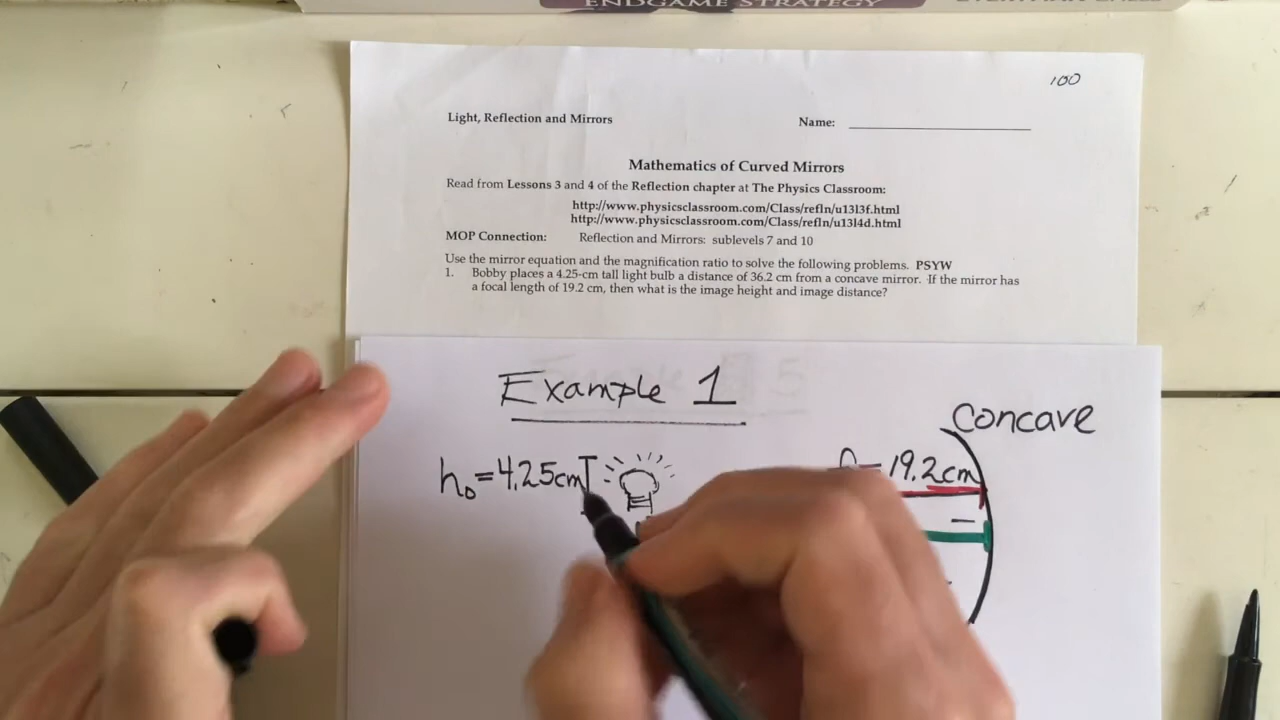 ENDGAME STRATEGY
100
Light, Reflection and Mirrors
Name:
Mathematics of Curved Mirrors
Read from Lessons 3 and 4 of the Reflection chapter at The Physics Classroom:
http://www.physicsclassroom.com/Class/refln/u13l3f.html
http://www.physicsclassroom.com/Class/refln/u13l4d.html
MOP Connection: Reflection and Mirrors: sublevels 7 and 10
Use the mirror equation and the magnification ratio to solve the following problems. PSYW
1. Bobby places a 4.25-cm tall light bulb a distance of 36.2 cm from a concave mirror. If the mirror has
a focal length of 19.2 cm, then what is the image height and image distance?
Example 1
Concave
h₀=4.25cm
=19.2cm